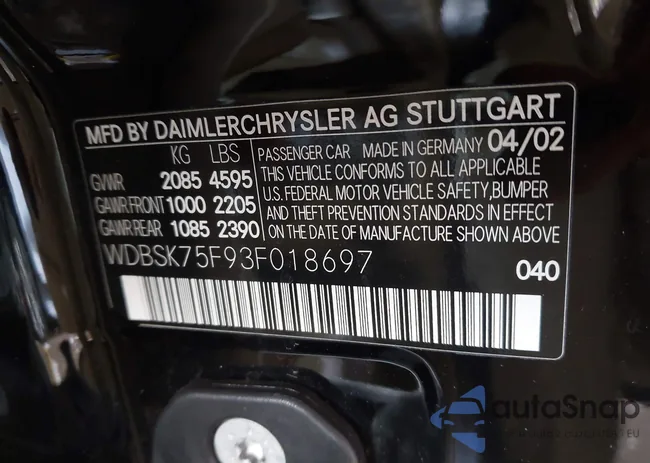 MFD BY DAIMLERCHRYSLER AG STUTTGART
KG LBS
GVWR 2085 4595
GAWR FRONT 1000 2205
GAWR REAR 1085 2390
PASSENGER CAR MADE IN GERMANY 04/02
THIS VEHICLE CONFORMS TO ALL APPLICABLE
U.S. FEDERAL MOTOR VEHICLE SAFETY, BUMPER
AND THEFT PREVENTION STANDARDS IN EFFECT
ON THE DATE OF MANUFACTURE SHOWN ABOVE
WDBSK75F93F018697
040
autoSnap